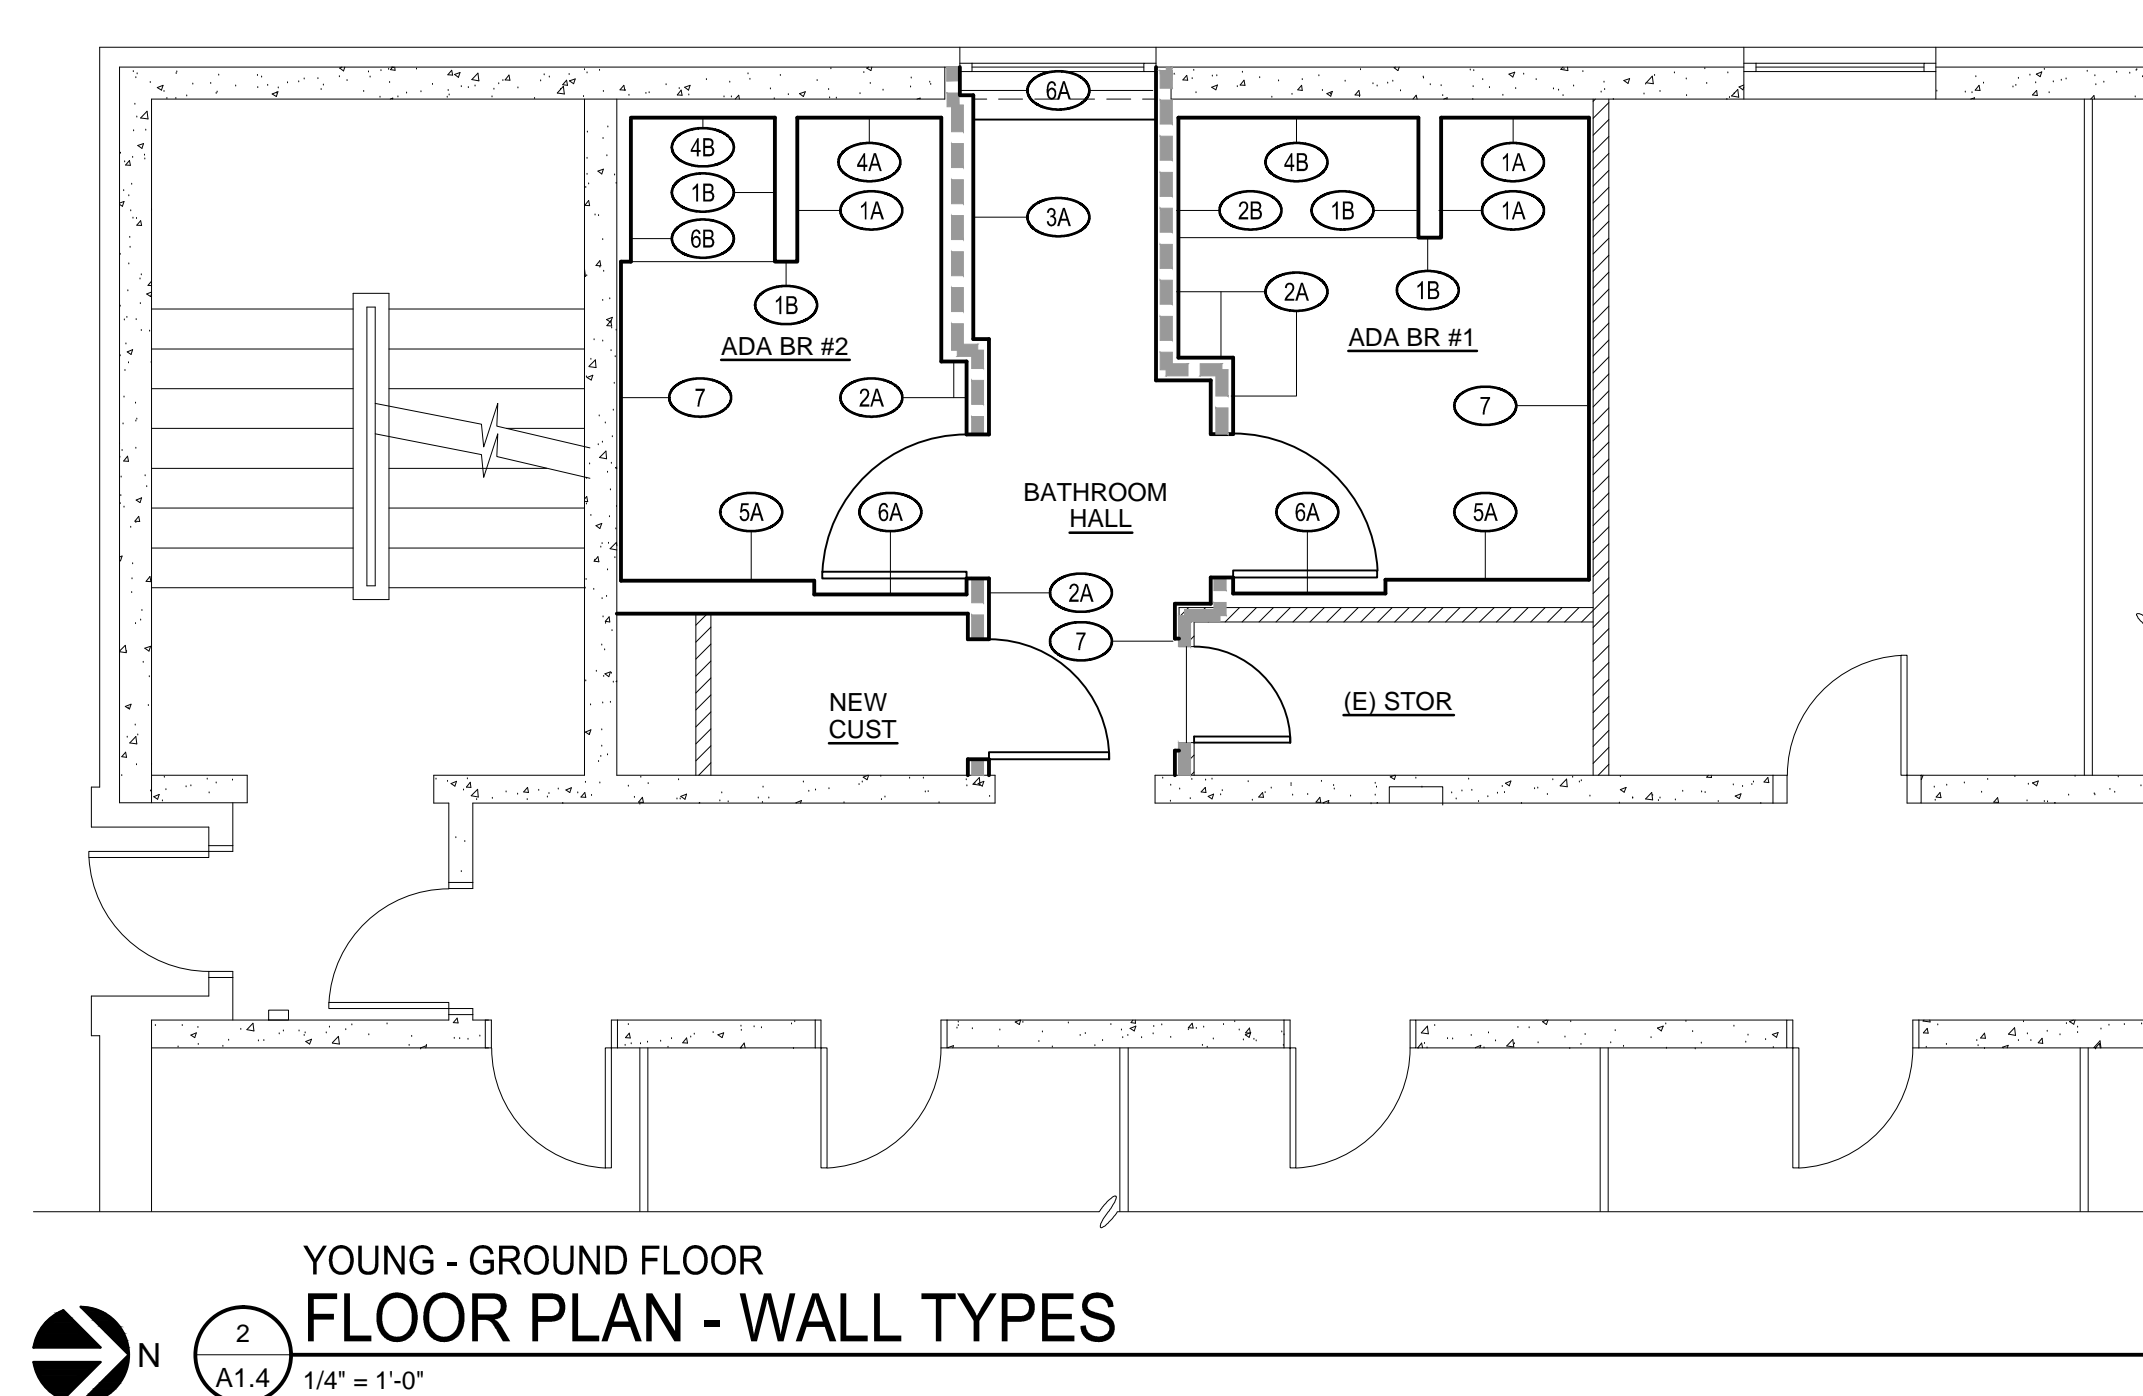 6A
4B
4A
4B
1A
1B
1A
3A
2B
1B
1A
6B
1B
2A
1B
ADA BR #2
ADA BR #1
7
2A
7
BATHROOM
HALL
5A
6A
6A
5A
2A
7
NEW
CUST
(E) STOR
YOUNG - GROUND FLOOR
FLOOR PLAN - WALL TYPES
N
2
A1.4
1/4" = 1'-0"